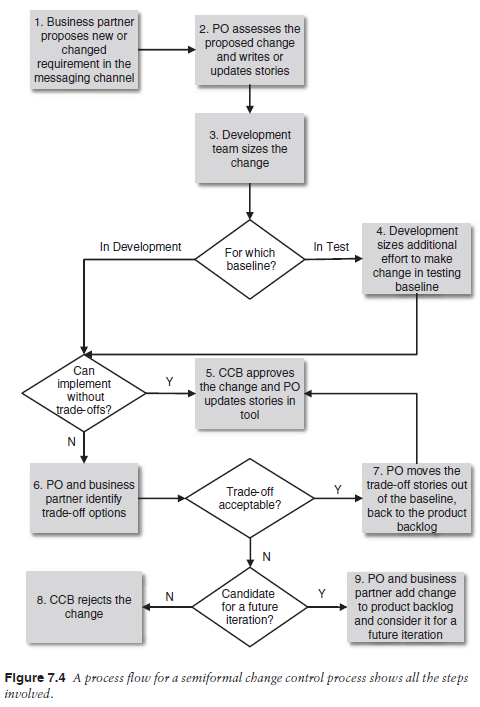 1. Business partner
proposes new or
changed
requirement in the
messaging channel
2. PO assesses the
proposed change
and writes or
updates stories
3. Development
team sizes the
change
In Development
For which
baseline?
In Test
4. Development
sizes additional
effort to make
change in testing
baseline
Can
implement
without
trade-offs?
Y
5. CCB approves
the change and PO
updates stories in
tool
N
6. PO and business
partner identify
trade-off options
Trade-off
acceptable?
Y
7. PO moves the
trade-off stories out
of the baseline,
back to the product
backlog
N
8. CCB rejects the
change
N
Candidate
for a future
iteration?
Y
9. PO and business
partner add change
to product backlog
and consider it for a
future iteration
Figure 7.4 A process flow for a semiformal change control process shows all the steps
involved.